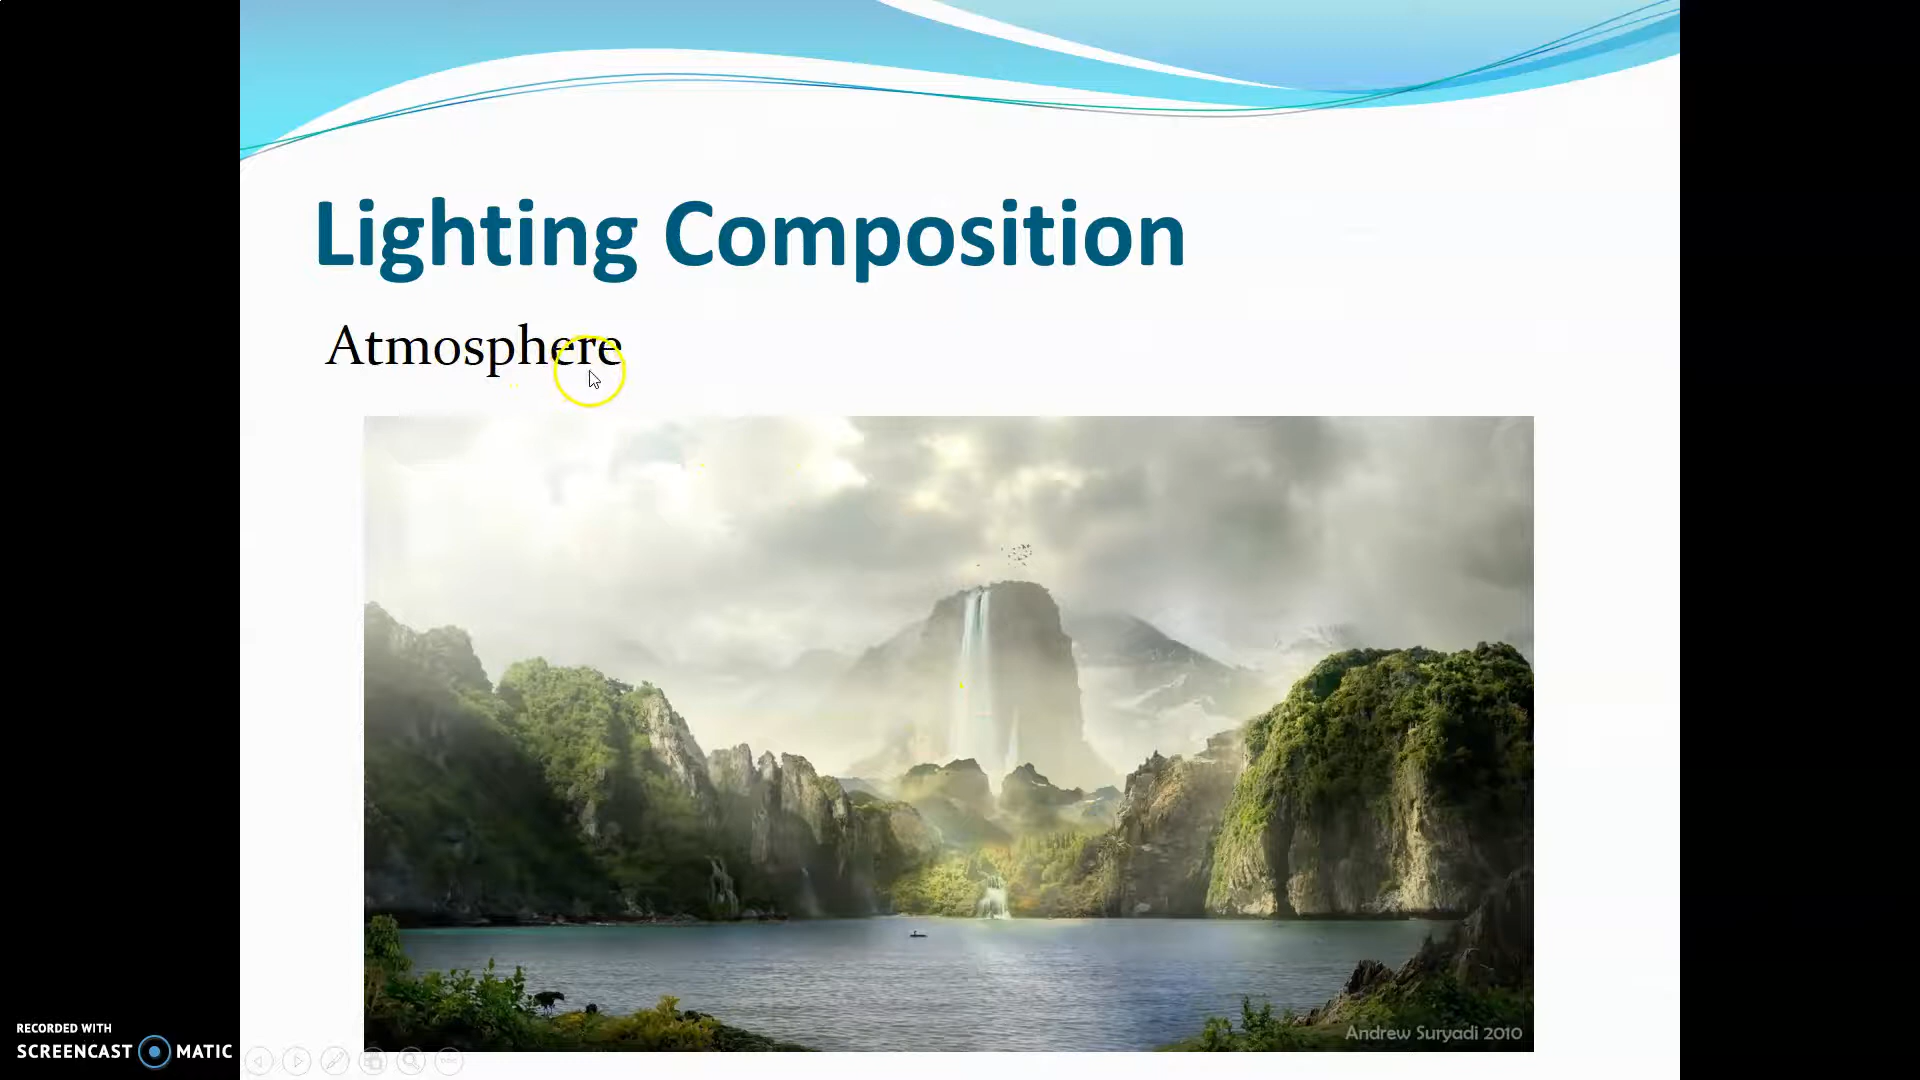 Lighting Composition
Atmosphere
Andrew Suryadi 2010
RECORDED WITH
SCREENCAST MATIC